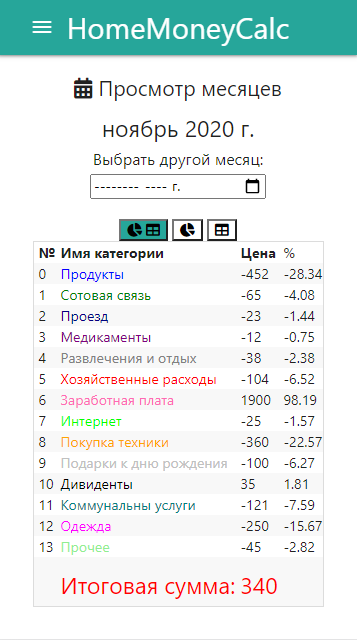 HomeMoneyCalc
Просмотр месяцев
ноябрь 2020 г.
Выбрать другой месяц:
-------- ---- г.
№ Имя категории Цена %
0 Продукты -452 -28.34
1 Сотовая связь -65 -4.08
2 Проезд -23 -1.44
3 Медикаменты -12 -0.75
4 Развлечения и отдых -38 -2.38
5 Хозяйственные расходы -104 -6.52
6 Заработная плата 1900 98.19
7 Интернет -25 -1.57
8 Покупка техники -360 -22.57
9 Подарки к дню рождения -100 -6.27
10 Дивиденты 35 1.81
11 Коммунальны услуги -121 -7.59
12 Одежда -250 -15.67
13 Прочее -45 -2.82
Итоговая сумма: 340